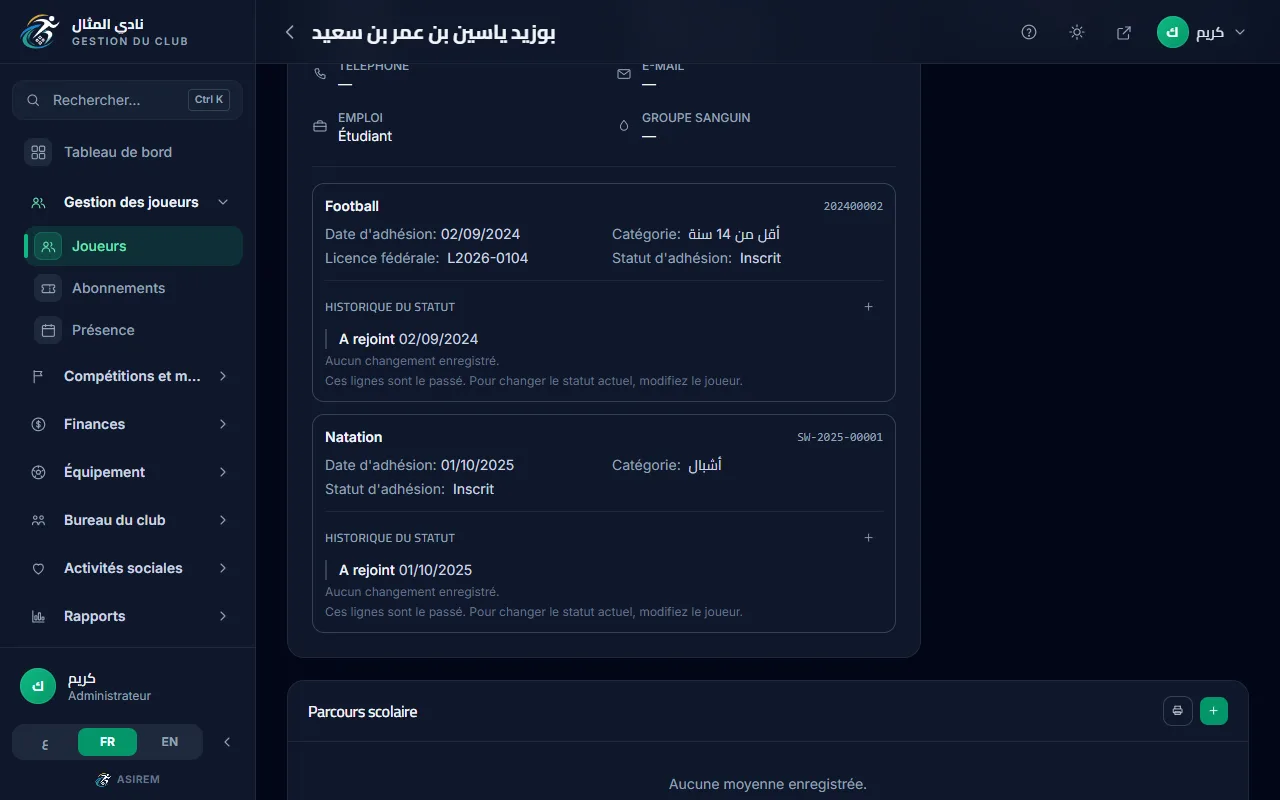 نادي المثال
GESTION DU CLUB
Rechercher...
Ctrl K
Tableau de bord
Gestion des joueurs
Joueurs
Abonnements
Présence
Compétitions et m...
Finances
Équipement
Bureau du club
Activités sociales
Rapports
ك
كريم
Administrateur
ع
FR
EN
ASIREM
بوزيد ياسين بن عمر بن سعيد
ك
كريم
TÉLÉPHONE
—
E-MAIL
—
EMPLOI
Étudiant
GROUPE SANGUIN
—
Football
202400002
Date d'adhésion: 02/09/2024
Catégorie: أقل من 14 سنة
Licence fédérale: L2026-0104
Statut d'adhésion: Inscrit
HISTORIQUE DU STATUT
A rejoint 02/09/2024
Aucun changement enregistré.
Ces lignes sont le passé. Pour changer le statut actuel, modifiez le joueur.
Natation
SW-2025-00001
Date d'adhésion: 01/10/2025
Catégorie: أشبال
Statut d'adhésion: Inscrit
HISTORIQUE DU STATUT
A rejoint 01/10/2025
Aucun changement enregistré.
Ces lignes sont le passé. Pour changer le statut actuel, modifiez le joueur.
Parcours scolaire
Aucune moyenne enregistrée.